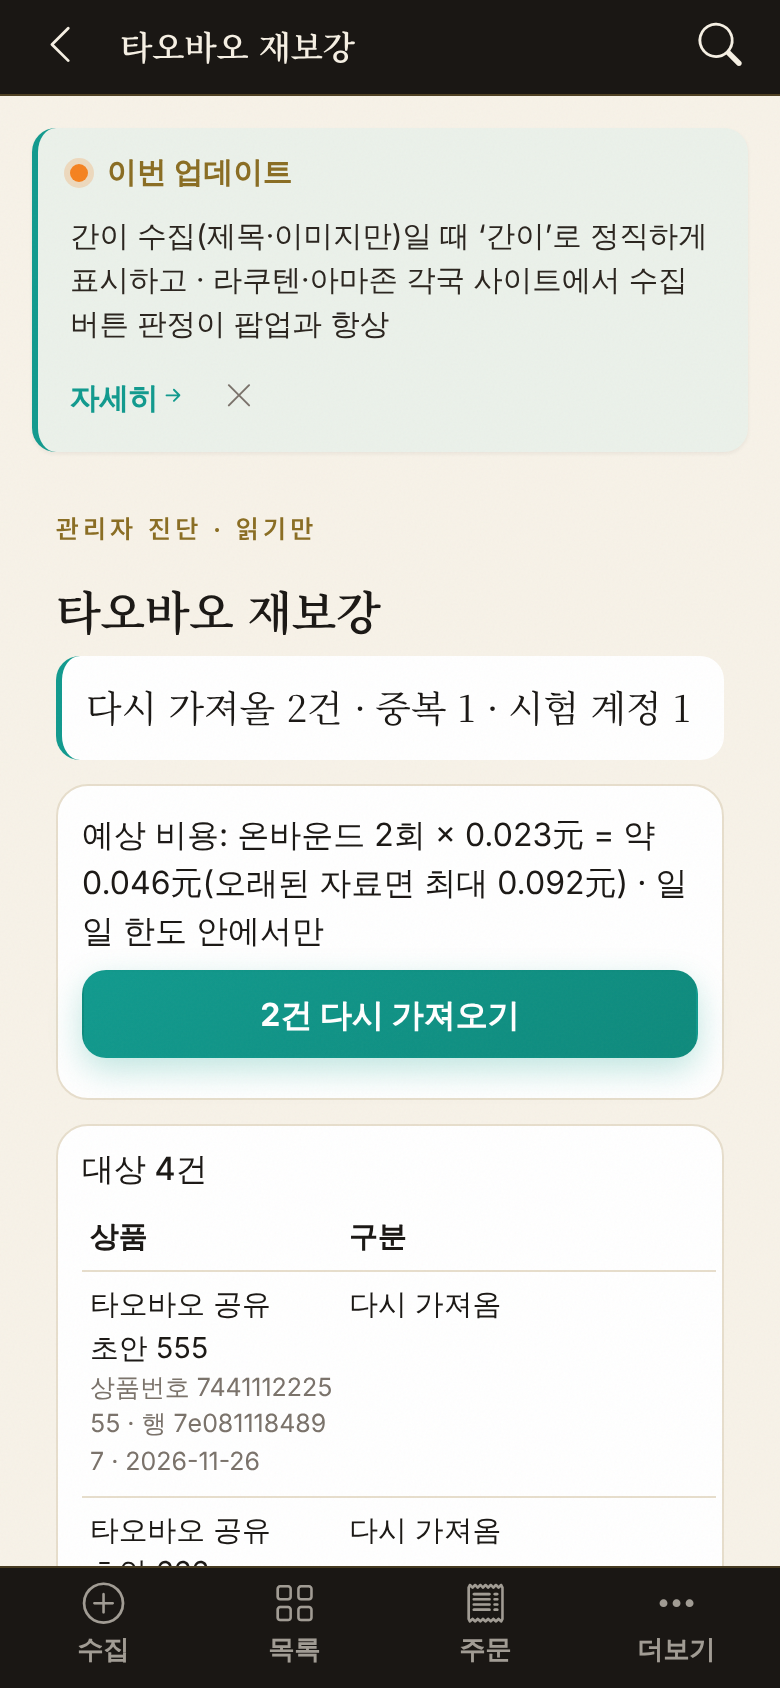 타오바오 재보강
이번 업데이트
간이 수집(제목·이미지만)일 때 ‘간이’로 정직하게
표시하고 · 라쿠텐·아마존 각국 사이트에서 수집
버튼 판정이 팝업과 항상
자세히 →
관리자 진단 · 읽기만
타오바오 재보강
다시 가져올 2건 · 중복 1 · 시험 계정 1
예상 비용: 온바운드 2회 × 0.023元 = 약
0.046元(오래된 자료면 최대 0.092元) · 일
일 한도 안에서만
2건 다시 가져오기
대상 4건
상품 구분
타오바오 공유 다시 가져옴
초안 555
상품번호 7441112225
55 · 행 7e081118489
7 · 2026-11-26
타오바오 공유 다시 가져옴
수집 목록 주문 더보기